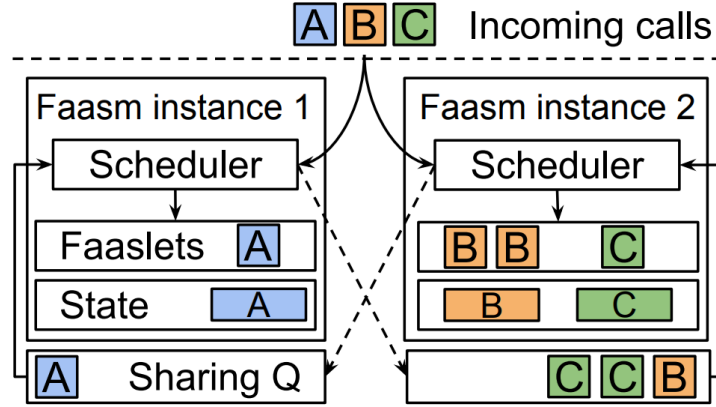 A B C Incoming calls
Faasm instance 1
Scheduler
Faaslets A
State A
A Sharing Q
Faasm instance 2
Scheduler
B B C
B C
C C B